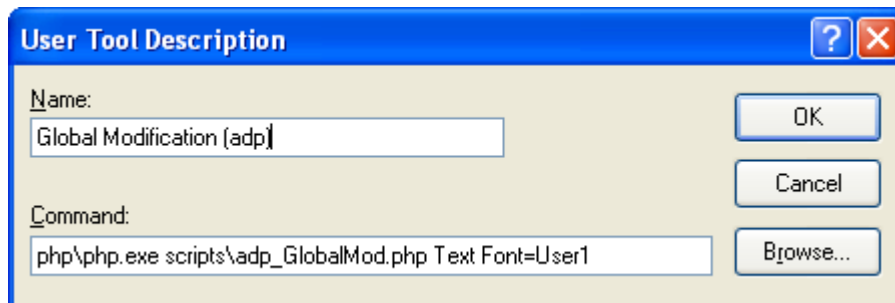 User Tool Description
?
Name:
OK
Global Modification (adp)
Cancel
Command:
php\php.exe scripts\adp_GlobalMod.php Text Font=User1
Browse...